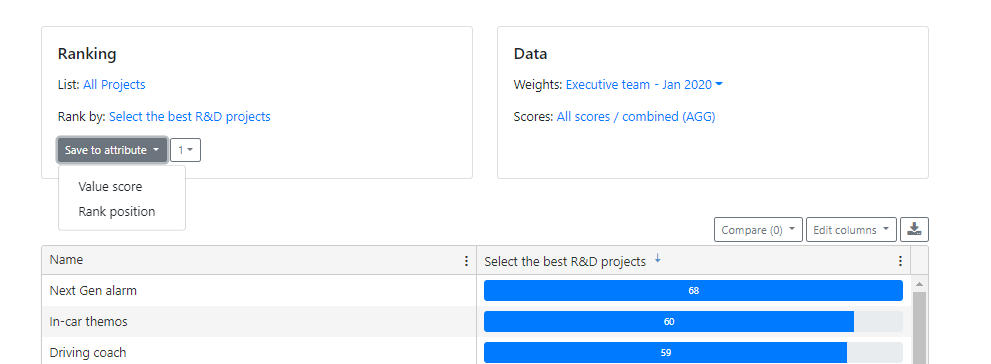 Ranking
List: All Projects
Rank by: Select the best R&D projects
Save to attribute
1
Value score
Rank position
Data
Weights: Executive team - Jan 2020
Scores: All scores / combined (AGG)
Compare (0)
Edit columns
Name
Select the best R&D projects
Next Gen alarm
68
In-car themos
60
Driving coach
59